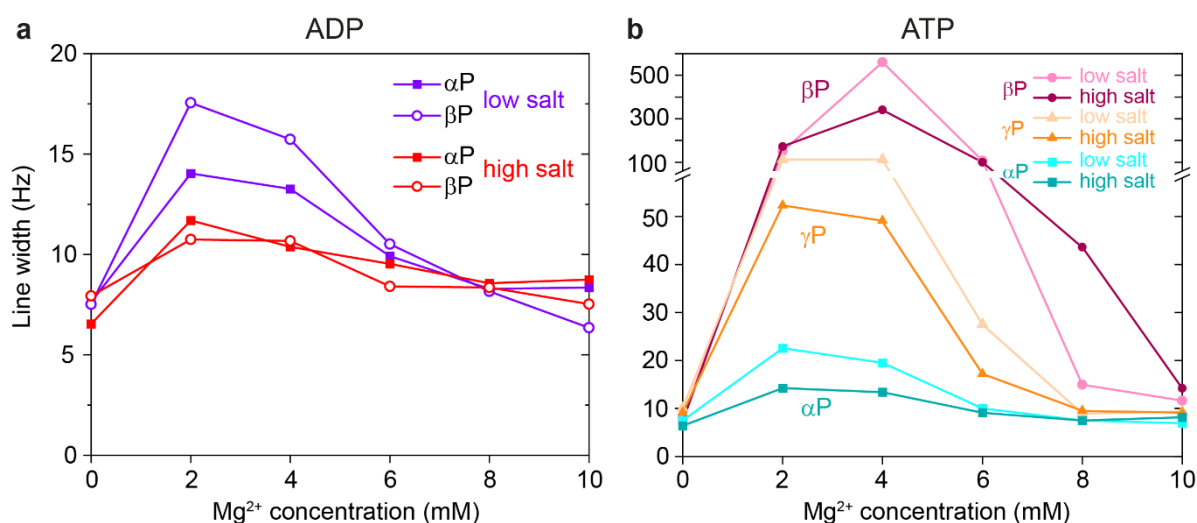 a
ADP
Line width (Hz)
20
15
10
5
0
0 2 4 6 8 10
Mg²⁺ concentration (mM)
αP
βP
low salt
αP
βP
high salt
b
ATP
500
300
100
50
40
30
20
10
0
0 2 4 6 8 10
Mg²⁺ concentration (mM)
βP
γP
αP
βP
low salt
high salt
γP
low salt
high salt
αP
low salt
high salt